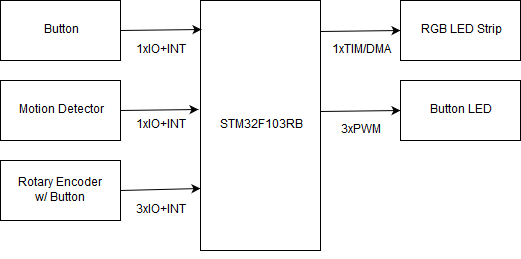 Button
1xIO+INT
Motion Detector
1xIO+INT
Rotary Encoder
w/ Button
3xIO+INT
STM32F103RB
1xTIM/DMA
RGB LED Strip
3xPWM
Button LED